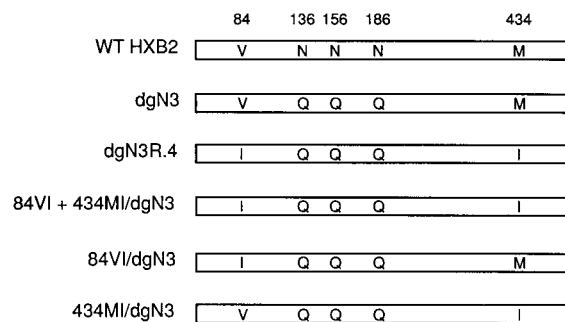 84 136 156 186 434
WT HXB2 V N N N M
dgN3 V Q Q Q M
dgN3R.4 I Q Q Q I
84VI + 434MI/dgN3 I Q Q Q I
84VI/dgN3 I Q Q Q M
434MI/dgN3 V Q Q Q I